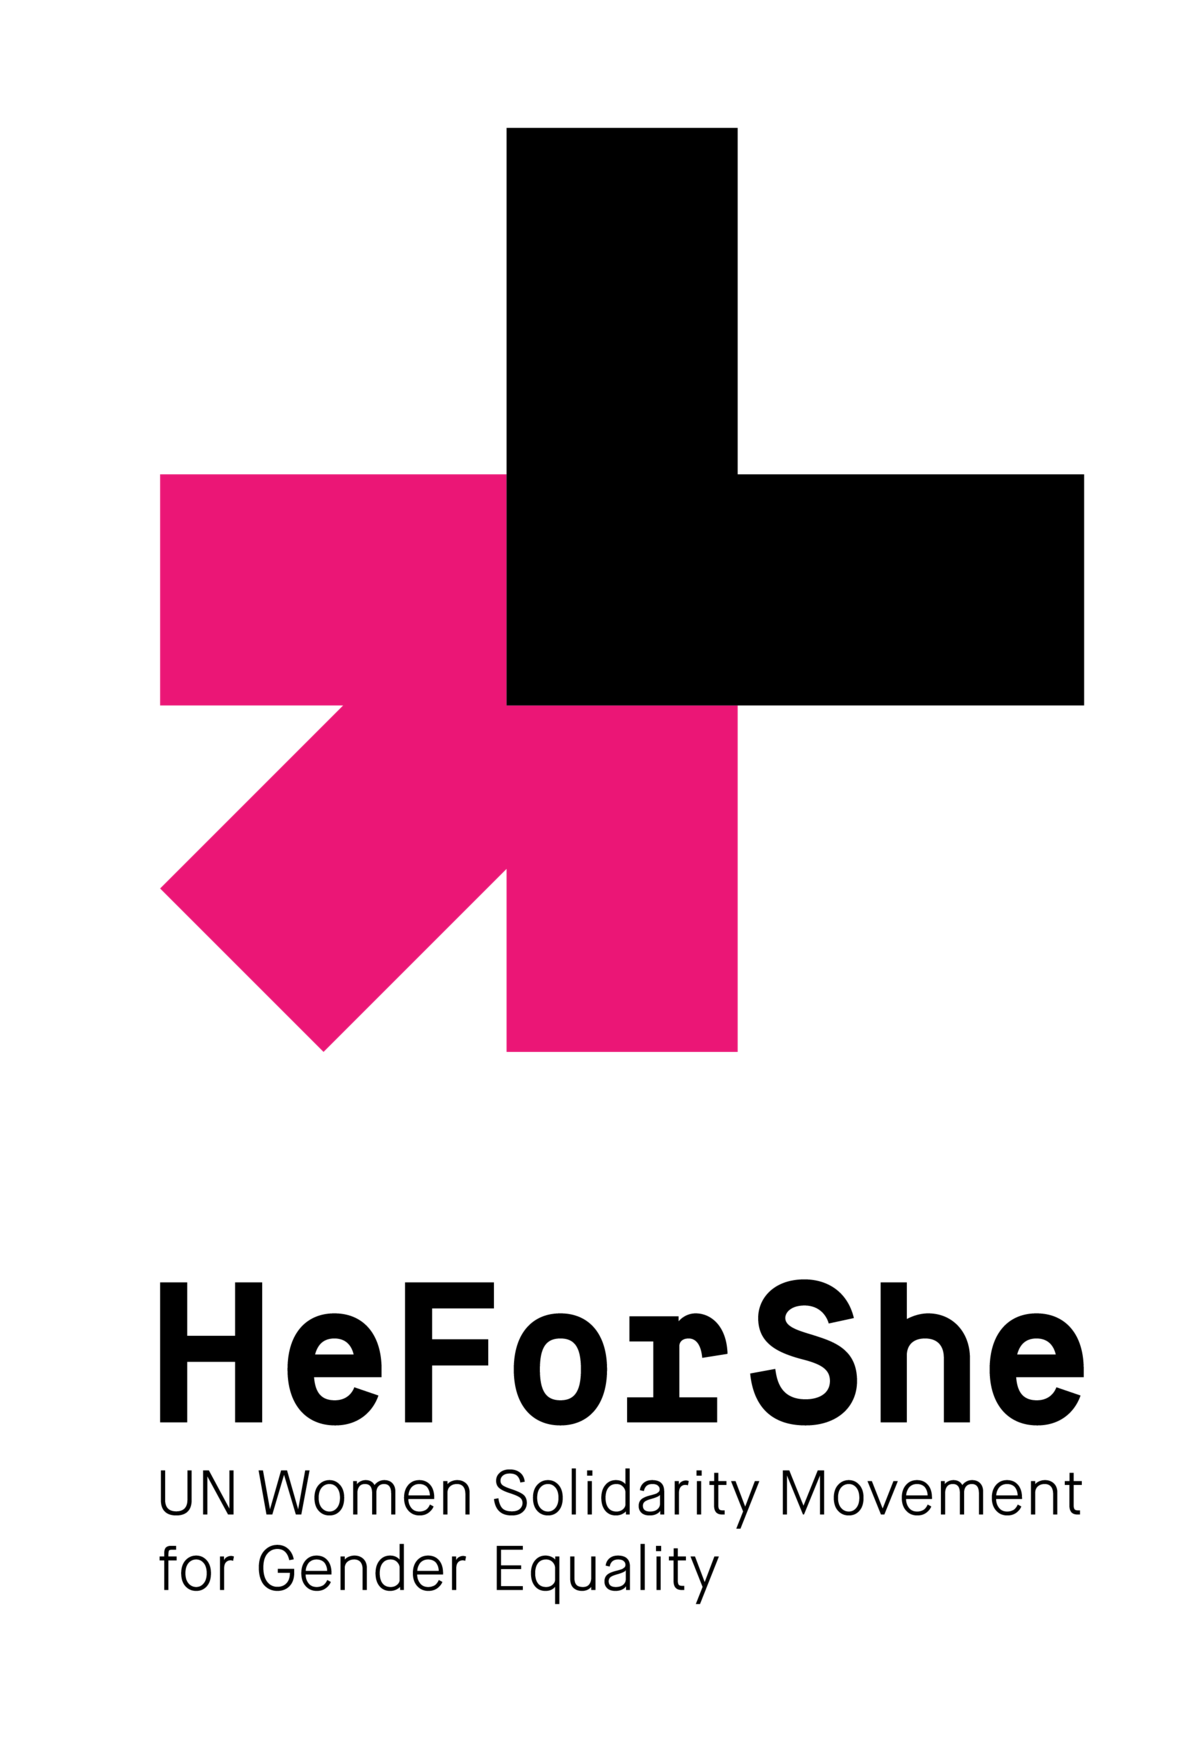 HeForShe
UN Women Solidarity Movement
for Gender Equality